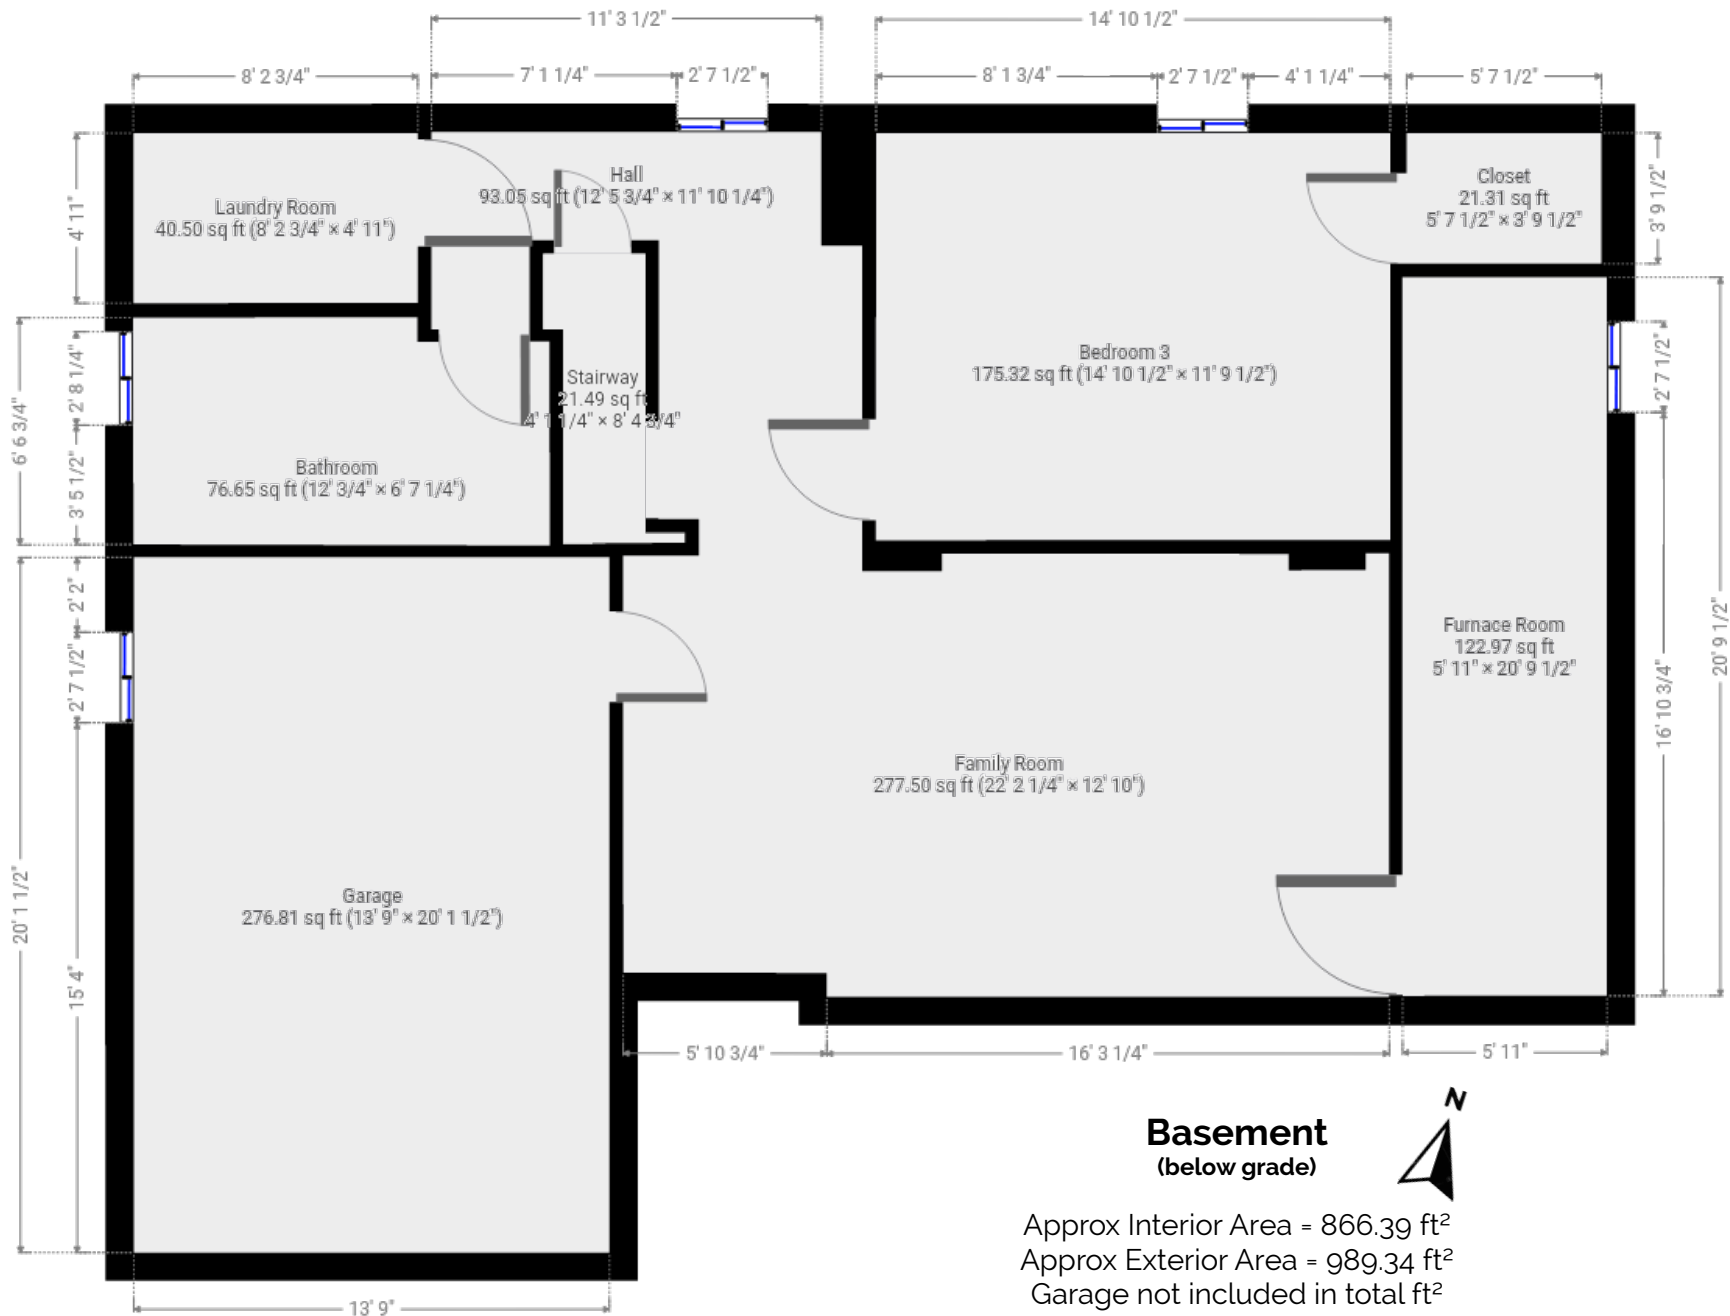 11' 3 1/2"
14' 10 1/2"
8' 2 3/4"
7' 1 1/4"
2' 7 1/2"
8' 1 3/4"
2' 7 1/2"
4' 1 1/4"
5' 7 1/2"
4' 11"
Laundry Room
40.50 sq ft (8' 2 3/4" × 4' 11")
Hall
93.05 sq ft (12' 5 3/4" × 11' 10 1/4")
Closet
21.31 sq ft
5' 7 1/2" × 3' 9 1/2"
3' 9 1/2"
6' 6 3/4"
2' 8 1/4"
3' 5 1/2"
Bathroom
76.65 sq ft (12' 3/4" × 6' 7 1/4")
Stairway
21.49 sq ft
4' 1 1/4" × 8' 4 3/4"
Bedroom 3
175.32 sq ft (14' 10 1/2" × 11' 9 1/2")
2' 7 1/2"
20' 1 1/2"
2' 2"
2' 7 1/2"
15' 4"
Garage
276.81 sq ft (13' 9" × 20' 1 1/2")
Family Room
277.50 sq ft (22' 2 1/4" × 12' 10")
Furnace Room
122.97 sq ft
5' 11" × 20' 9 1/2"
16' 10 3/4"
20' 9 1/2"
5' 10 3/4"
16' 3 1/4"
5' 11"
13' 9"
N
Basement
(below grade)
Approx Interior Area = 866.39 ft²
Approx Exterior Area = 989.34 ft²
Garage not included in total ft²